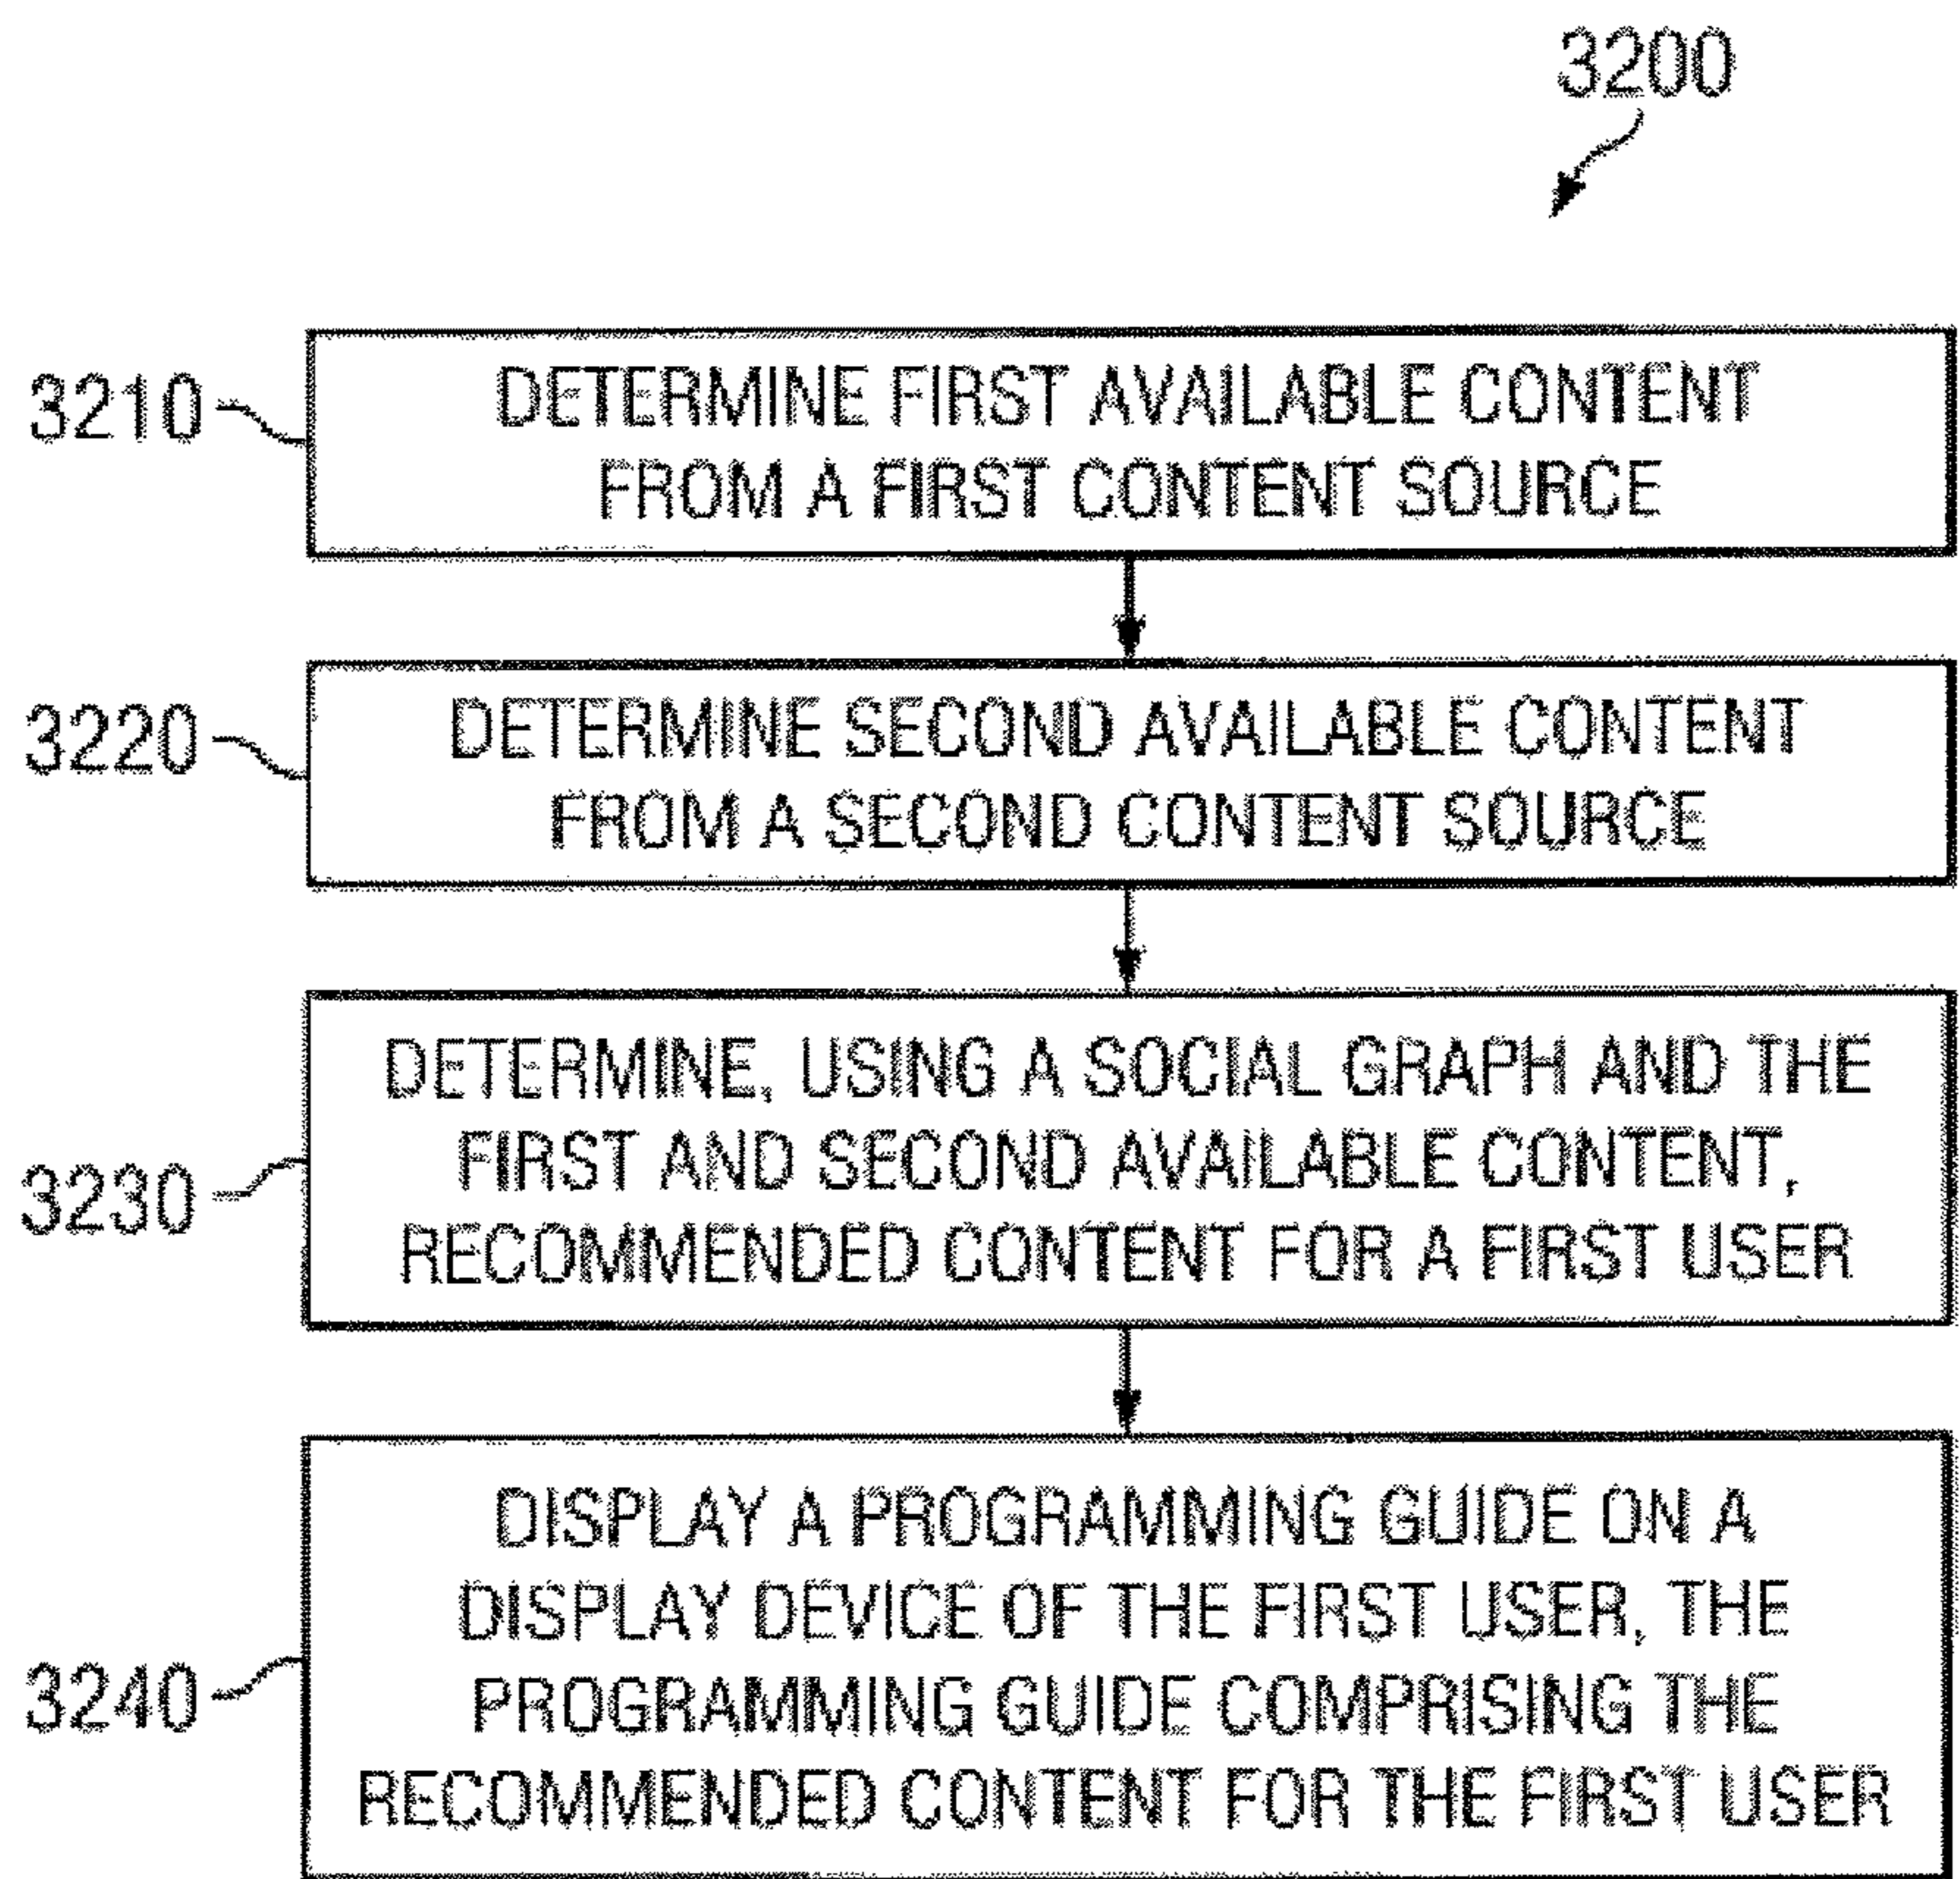 3200
3210
DETERMINE FIRST AVAILABLE CONTENT
FROM A FIRST CONTENT SOURCE
3220
DETERMINE SECOND AVAILABLE CONTENT
FROM A SECOND CONTENT SOURCE
3230
DETERMINE, USING A SOCIAL GRAPH AND THE
FIRST AND SECOND AVAILABLE CONTENT,
RECOMMENDED CONTENT FOR A FIRST USER
3240
DISPLAY A PROGRAMMING GUIDE ON A
DISPLAY DEVICE OF THE FIRST USER, THE
PROGRAMMING GUIDE COMPRISING THE
RECOMMENDED CONTENT FOR THE FIRST USER